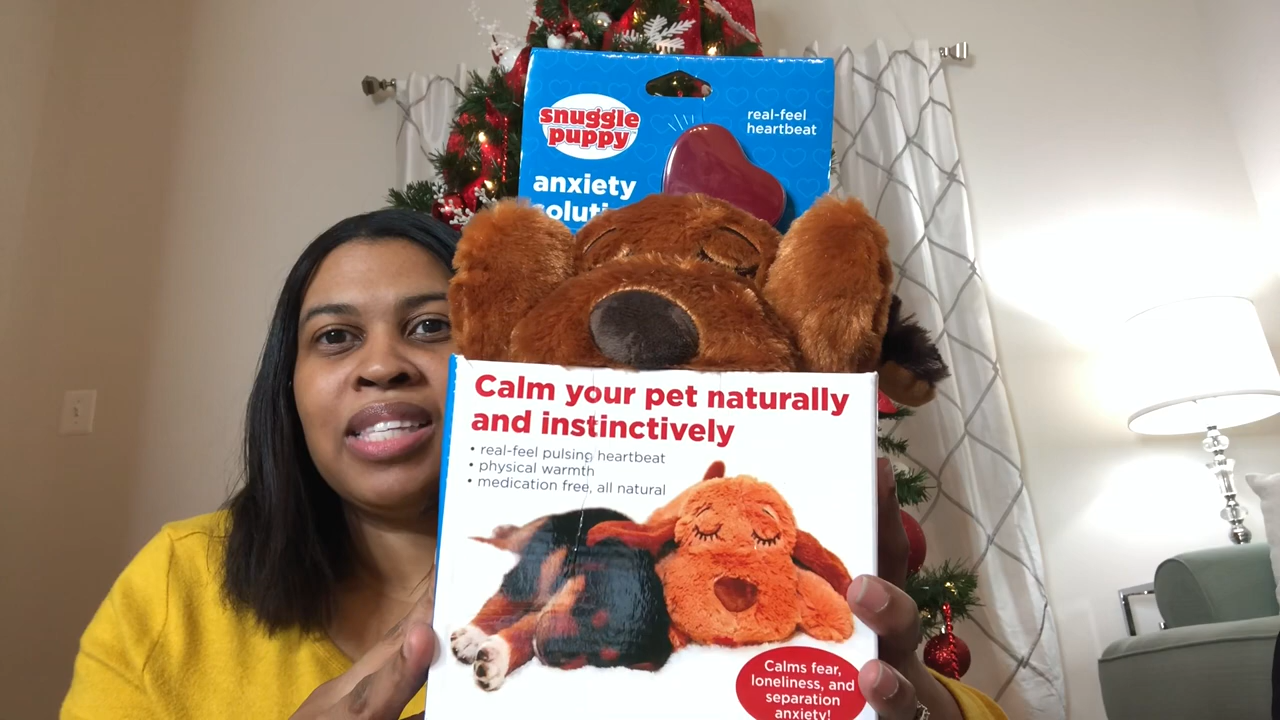 snuggle
puppy
real-feel
heartbeat
anxiety
Calm your pet naturally
and instinctively
• real-feel pulsing heartbeat
• physical warmth
• medication free, all natural
Calms fear,
loneliness, and
separation
anxiety!